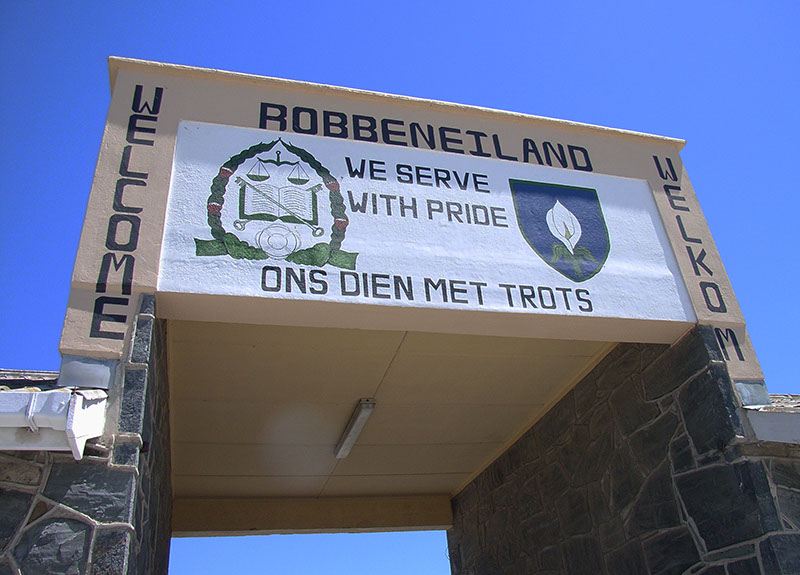 WELCOME
ROBBENEILAND
WE SERVE
WITH PRIDE
ONS DIEN MET TROTS
WELKOM